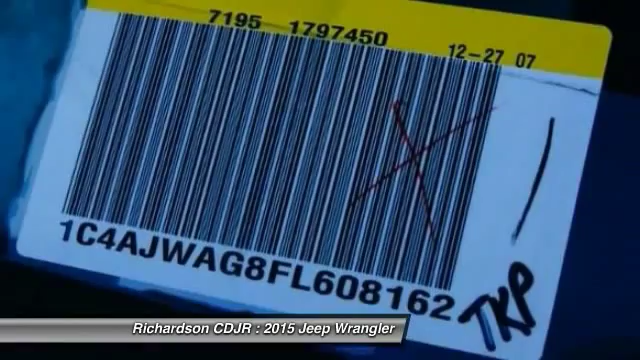 7195 1797450 12-27 07
1C4AJWAG8FL608162
TKP
Richardson CDJR : 2015 Jeep Wrangler